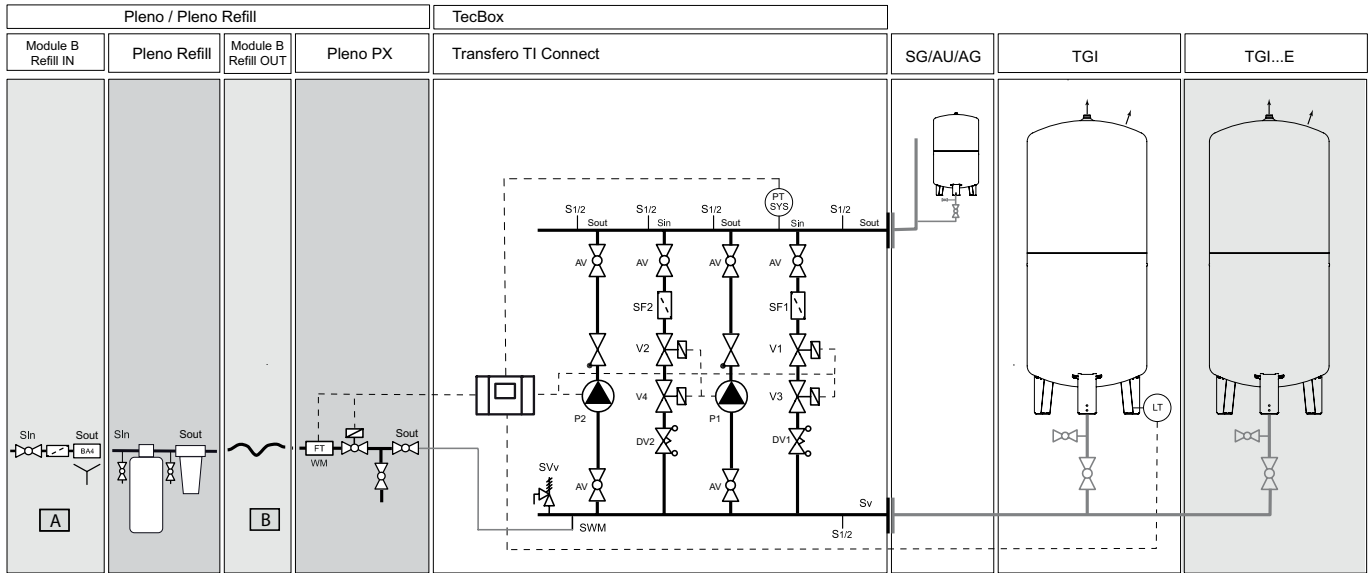 Pleno / Pleno Refill
TecBox
Module B
Refill IN
Pleno Refill
Module B
Refill OUT
Pleno PX
Transfero TI Connect
SG/AU/AG
TGI
TGI...E
PT
SYS
S1/2
S1/2
S1/2
S1/2
Sout
Sin
Sout
Sin
Sout
AV
AV
AV
AV
SF2
SF1
V2
V1
V4
V3
P2
P1
DV2
DV1
LT
SIn
Sout
BA4
SIn
Sout
FT
WM
Sout
SVv
AV
AV
Sv
A
B
SWM
S1/2